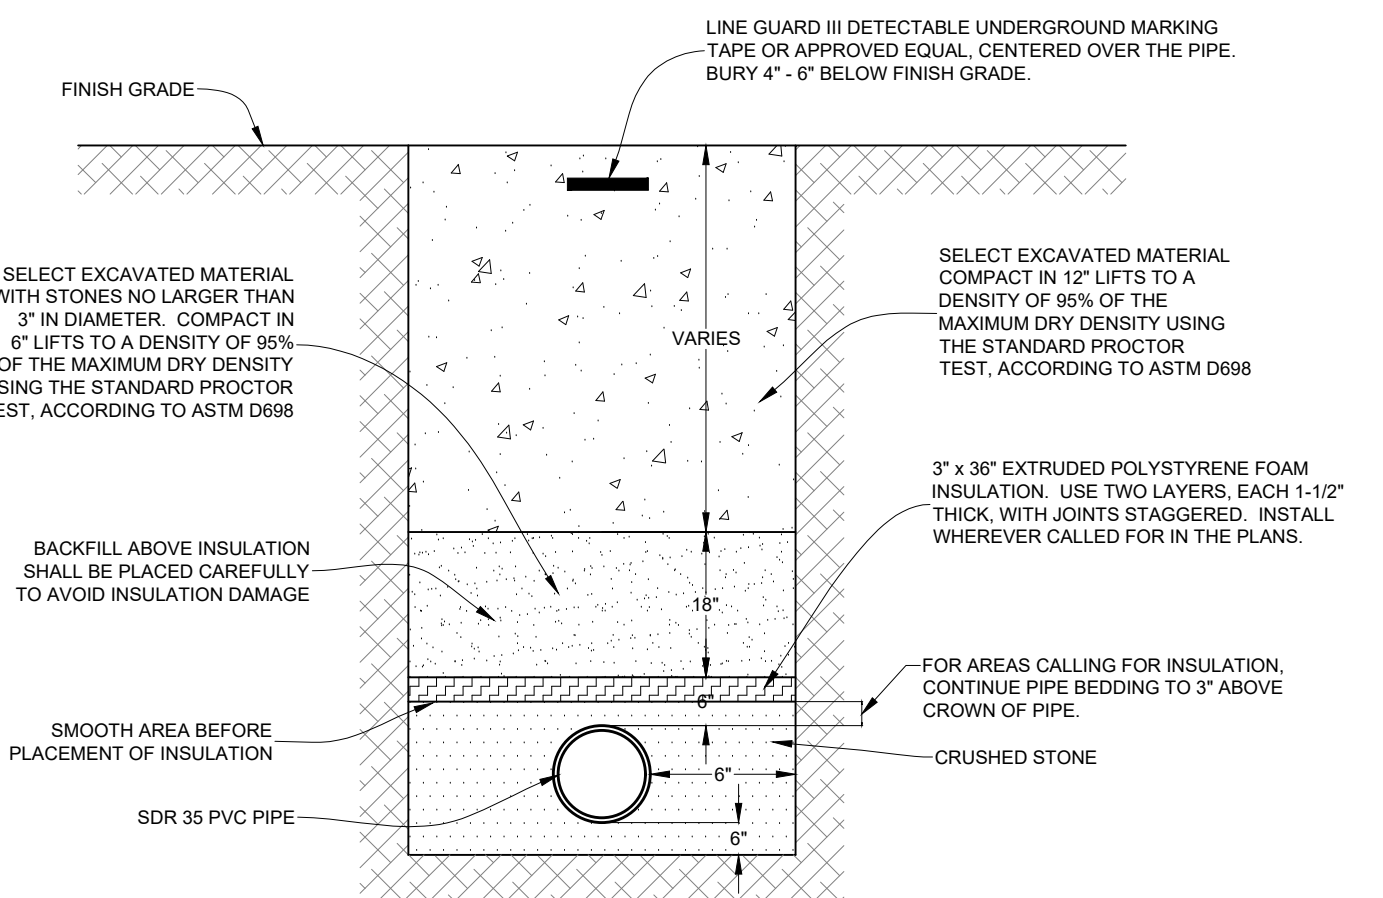 LINE GUARD III DETECTABLE UNDERGROUND MARKING
TAPE OR APPROVED EQUAL, CENTERED OVER THE PIPE.
BURY 4" - 6" BELOW FINISH GRADE.
FINISH GRADE
SELECT EXCAVATED MATERIAL
WITH STONES NO LARGER THAN
3" IN DIAMETER. COMPACT IN
6" LIFTS TO A DENSITY OF 95%
OF THE MAXIMUM DRY DENSITY
SING THE STANDARD PROCTOR
EST, ACCORDING TO ASTM D698
SELECT EXCAVATED MATERIAL
COMPACT IN 12" LIFTS TO A
DENSITY OF 95% OF THE
MAXIMUM DRY DENSITY USING
THE STANDARD PROCTOR
TEST, ACCORDING TO ASTM D698
VARIES
3" x 36" EXTRUDED POLYSTYRENE FOAM
INSULATION. USE TWO LAYERS, EACH 1-1/2"
THICK, WITH JOINTS STAGGERED. INSTALL
WHEREVER CALLED FOR IN THE PLANS.
BACKFILL ABOVE INSULATION
SHALL BE PLACED CAREFULLY
TO AVOID INSULATION DAMAGE
18"
FOR AREAS CALLING FOR INSULATION,
CONTINUE PIPE BEDDING TO 3" ABOVE
CROWN OF PIPE.
6"
SMOOTH AREA BEFORE
PLACEMENT OF INSULATION
CRUSHED STONE
6"
SDR 35 PVC PIPE
6"